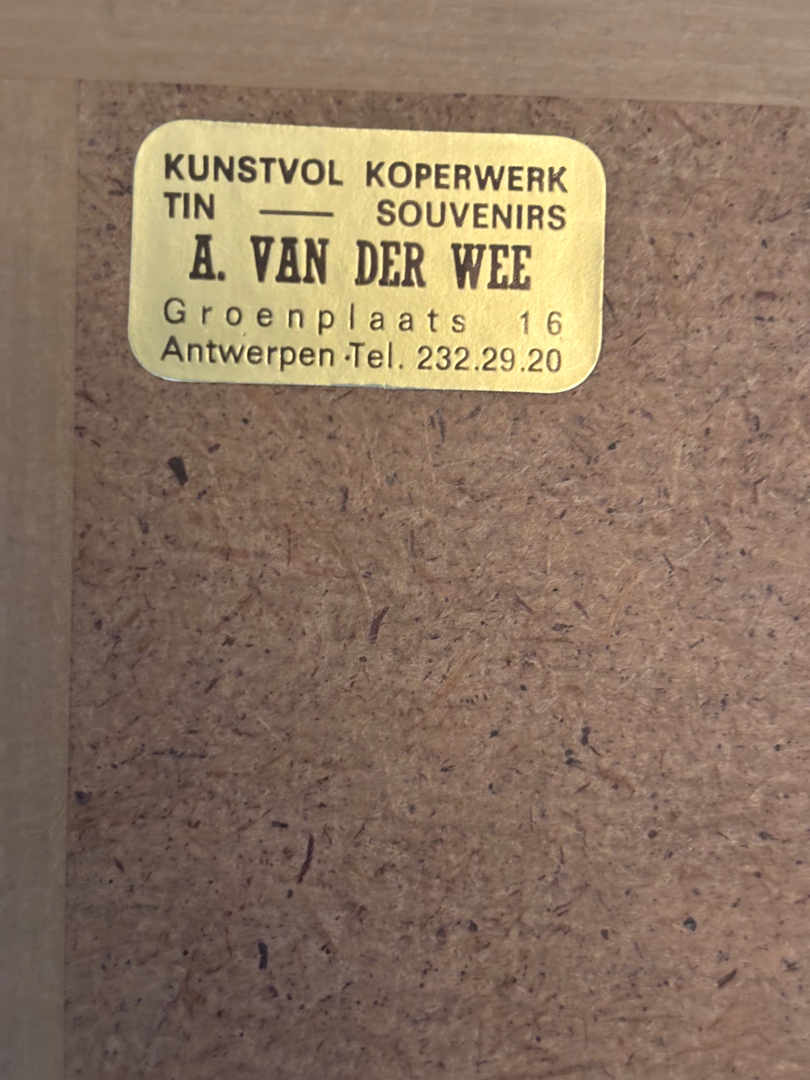 KUNSTVOL KOPERWERK
TIN — SOUVENIRS
A. VAN DER WEE
Groenplaats 16
Antwerpen·Tel. 232.29.20